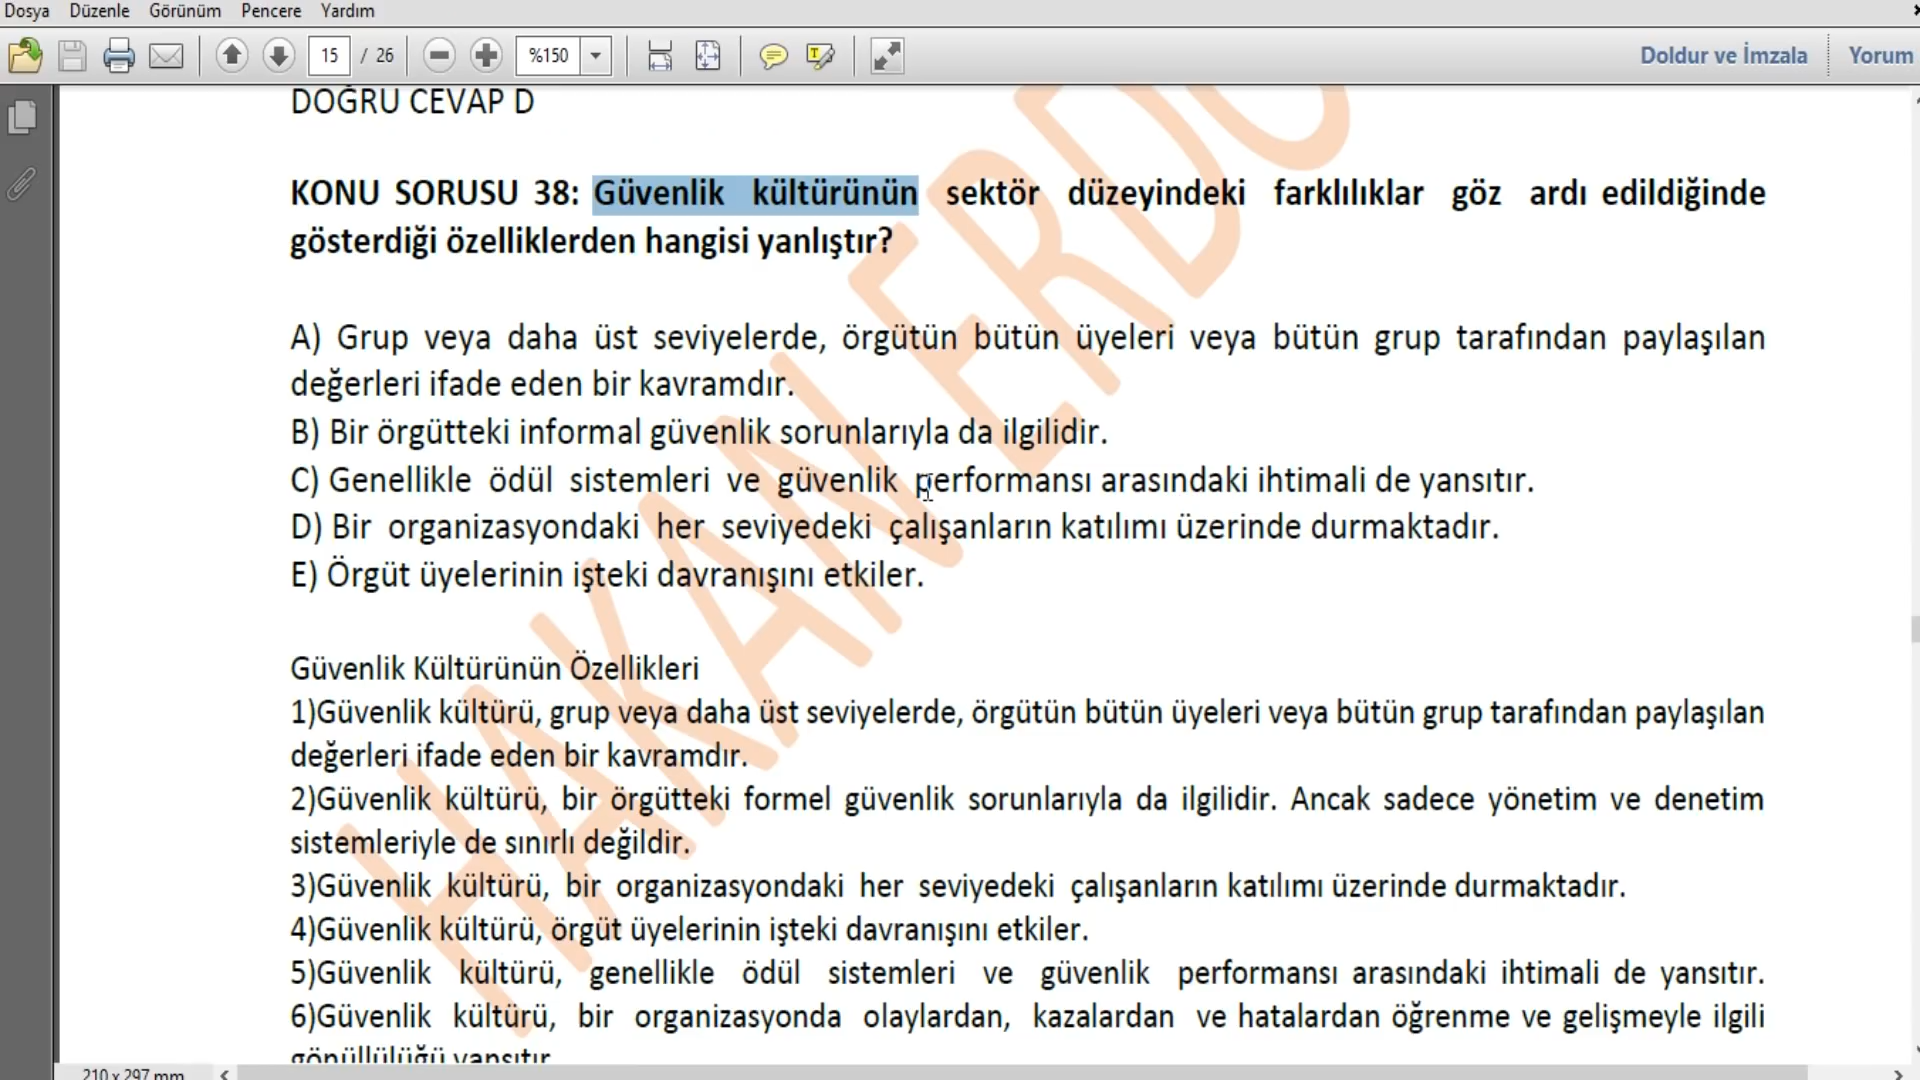 Dosya Düzenle Görünüm Pencere Yardım
15 / 26 %150 Doldur ve İmzala Yorum
DOĞRU CEVAP D
KONU SORUSU 38: Güvenlik kültürünün sektör düzeyindeki farklılıklar göz ardı edildiğinde
gösterdiği özelliklerden hangisi yanlıştır?
A) Grup veya daha üst seviyelerde, örgütün bütün üyeleri veya bütün grup tarafından paylaşılan
değerleri ifade eden bir kavramdır.
B) Bir örgütteki informal güvenlik sorunlarıyla da ilgilidir.
C) Genellikle ödül sistemleri ve güvenlik performansı arasındaki ihtimali de yansıtır.
D) Bir organizasyondaki her seviyedeki çalışanların katılımı üzerinde durmaktadır.
E) Örgüt üyelerinin işteki davranışını etkiler.
Güvenlik Kültürünün Özellikleri
1)Güvenlik kültürü, grup veya daha üst seviyelerde, örgütün bütün üyeleri veya bütün grup tarafından paylaşılan
değerleri ifade eden bir kavramdır.
2)Güvenlik kültürü, bir örgütteki formel güvenlik sorunlarıyla da ilgilidir. Ancak sadece yönetim ve denetim
sistemleriyle de sınırlı değildir.
3)Güvenlik kültürü, bir organizasyondaki her seviyedeki çalışanların katılımı üzerinde durmaktadır.
4)Güvenlik kültürü, örgüt üyelerinin işteki davranışını etkiler.
5)Güvenlik kültürü, genellikle ödül sistemleri ve güvenlik performansı arasındaki ihtimali de yansıtır.
6)Güvenlik kültürü, bir organizasyonda olaylardan, kazalardan ve hatalardan öğrenme ve gelişmeyle ilgili
gönüllülüğü yansıtır.
210 x 297 mm
HAKAN ERDO